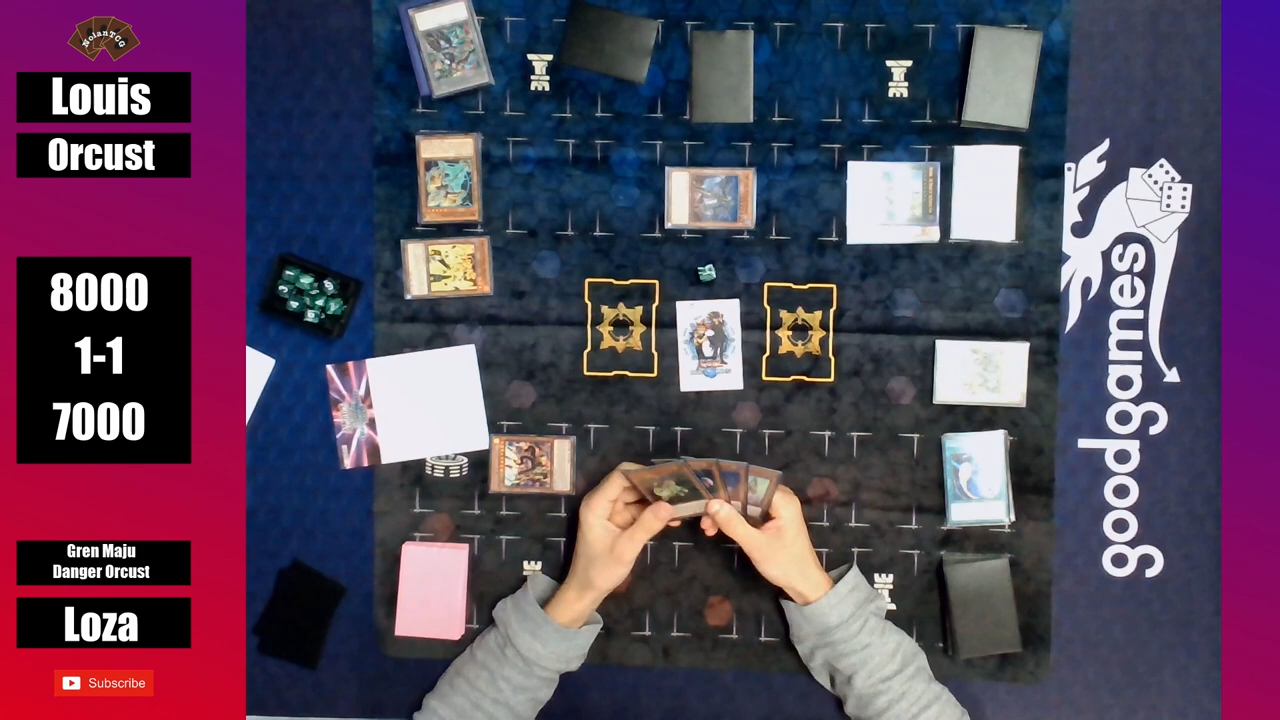 NolanTCG
Louis
Orcust
8000
1-1
7000
Gren Maju
Danger Orcust
Loza
Subscribe
goodgames